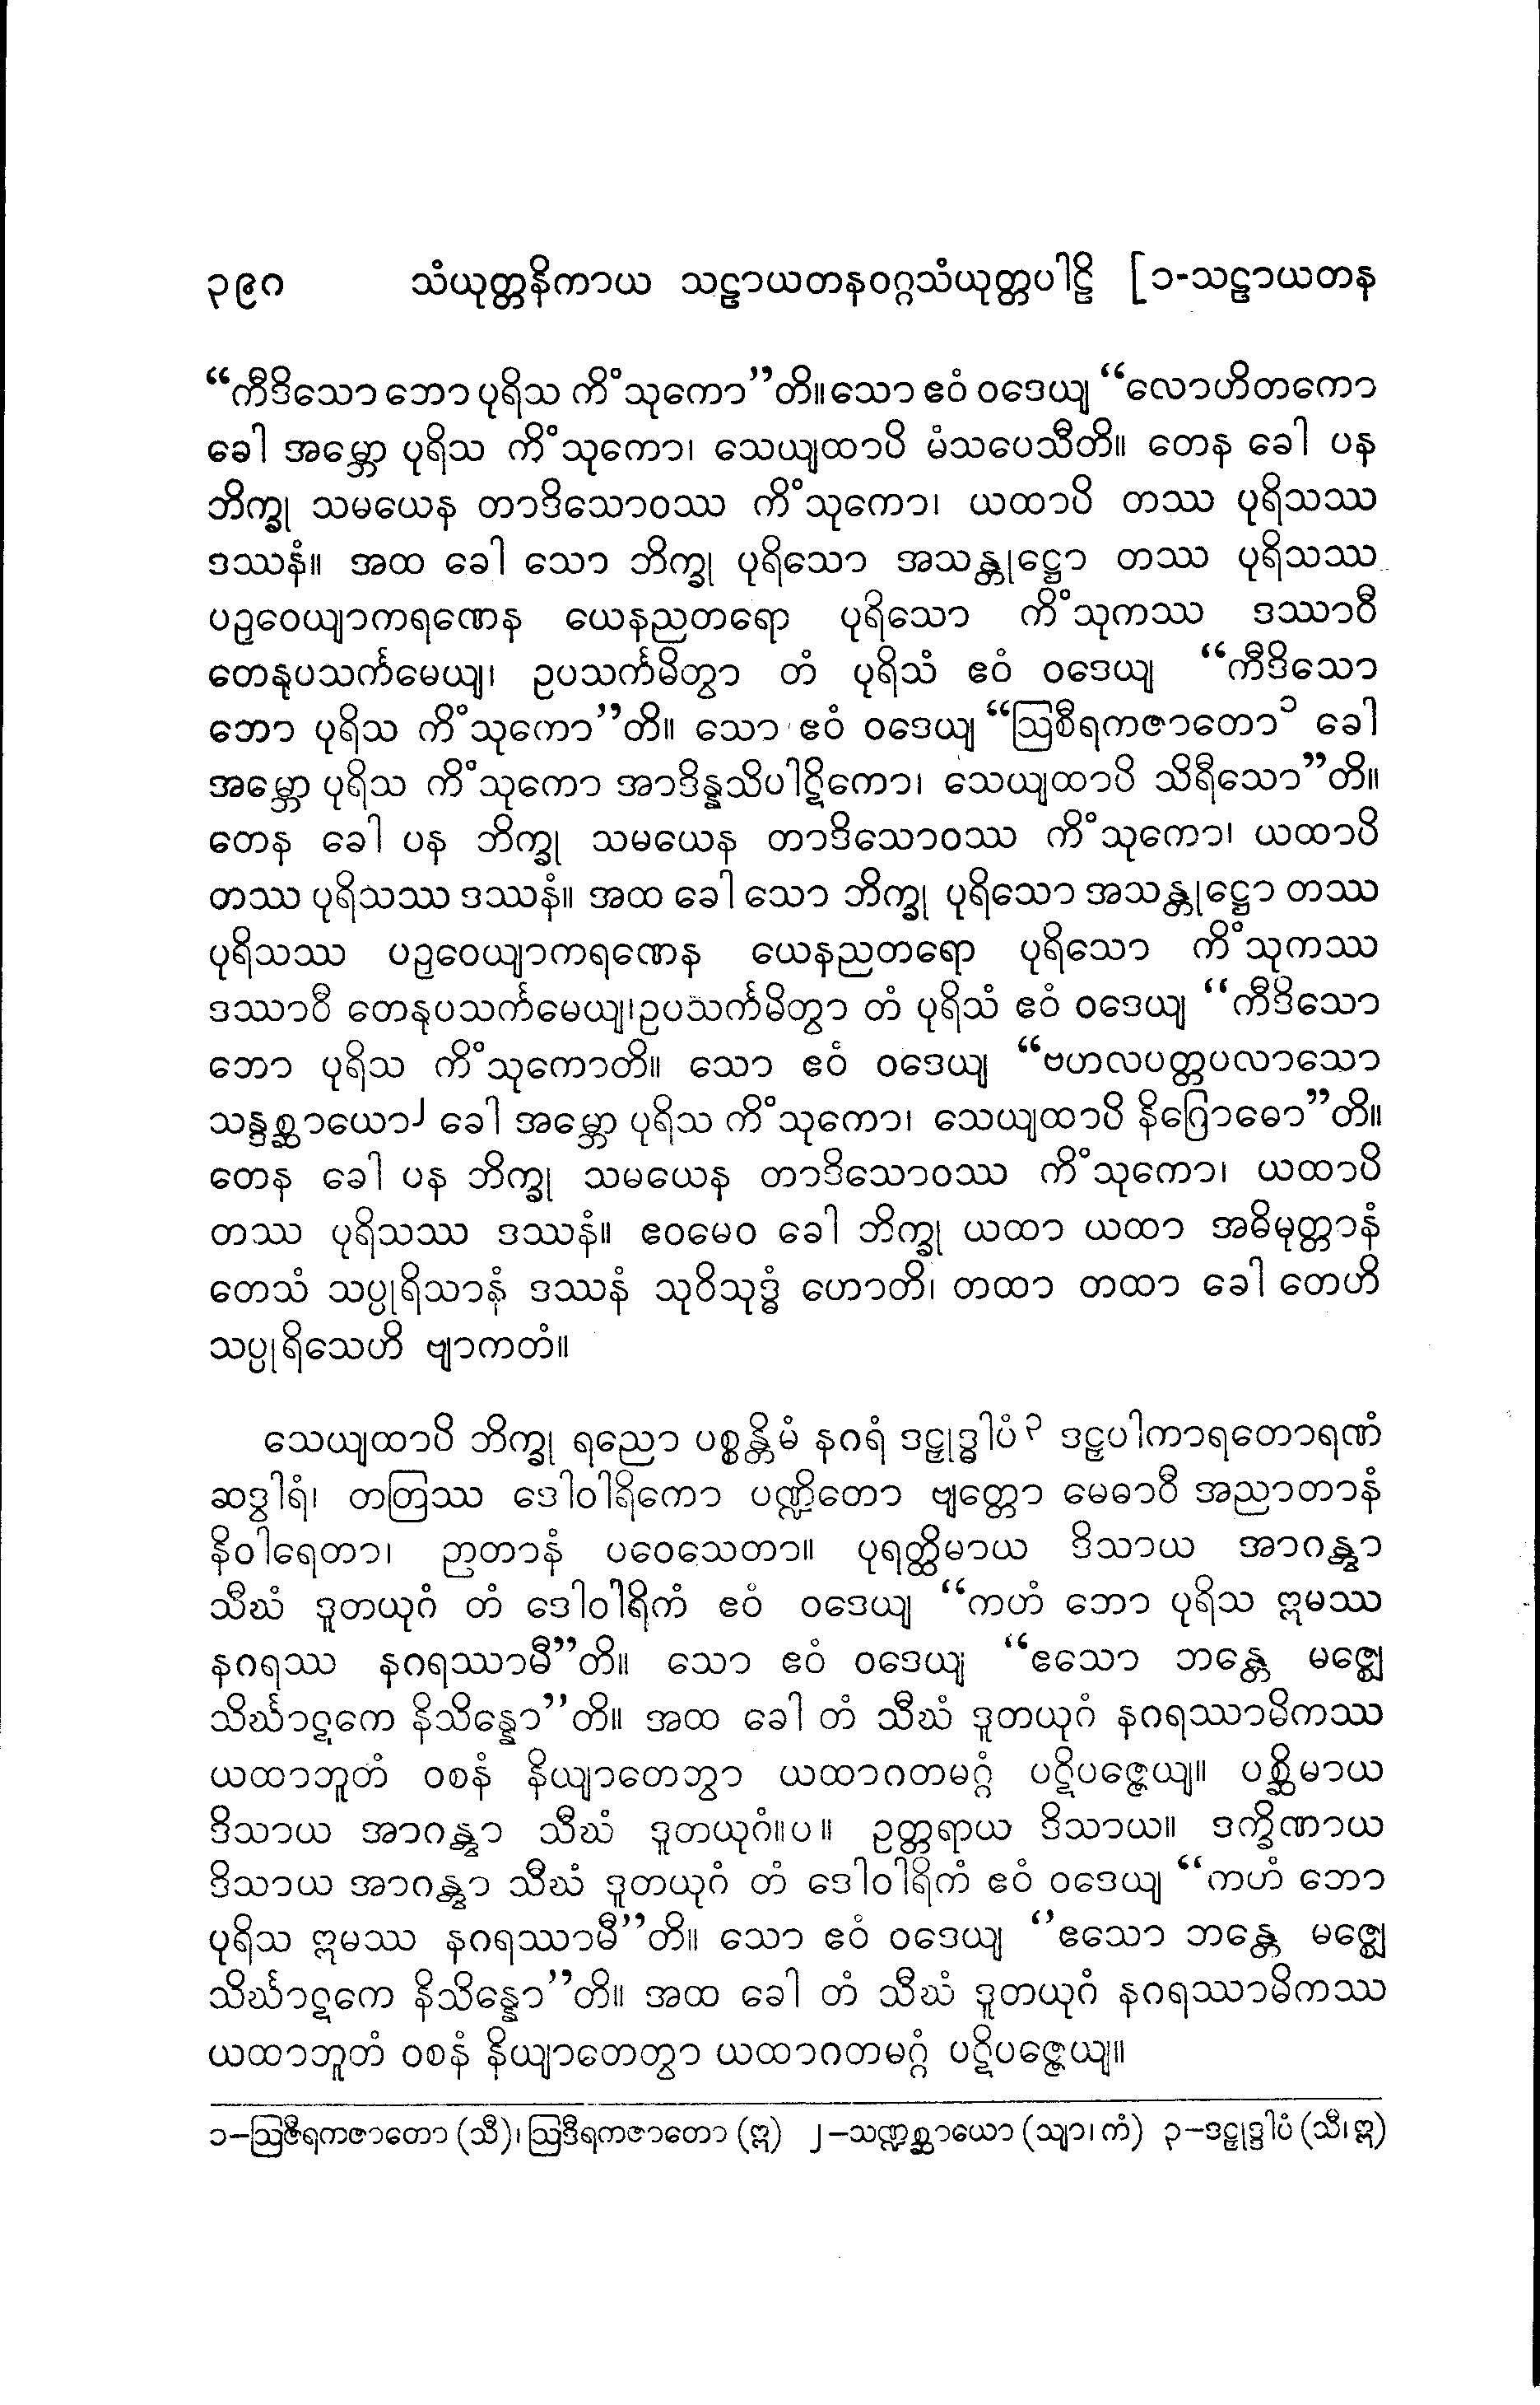 ၃၉ဂ သံယုတ္တနိကာယ သဠာယတနဝဂ္ဂသံယုတ္တပါဠိ [၁-သဠာယတန
“ကီဒိသော ဘော ပုရိသ ကိံသုကော”တိ။ သော ဧဝံ ဝဒေယျ “လောဟိတကော
ခေါ အမ္ဘော ပုရိသ ကိံသုကော၊ သေယျထာပိ မံသပေသီတိ။ တေန ခေါ ပန
ဘိက္ခု သမယေန တာဒိသောဝဿ ကိံသုကော၊ ယထာပိ တဿ ပုရိသဿ
ဒဿနံ။ အထ ခေါ သော ဘိက္ခု ပုရိသော အသန္တုဋ္ဌော တဿ ပုရိသဿ
ပဉှဝေယျာကရဏေန ယေနညတရော ပုရိသော ကိံသုကဿ ဒဿာဝီ
တေနုပသင်္ကမေယျ၊ ဥပသင်္ကမိတွာ တံ ပုရိသံ ဧဝံ ဝဒေယျ “ကီဒိသော
ဘော ပုရိသ ကိံသုကော”တိ။ သော ဧဝံ ဝဒေယျ “ဩစီရကဇာတော၁ ခေါ
အမ္ဘော ပုရိသ ကိံသုကော အာဒိန္နသိပါဋိကော၊ သေယျထာပိ သိရီသော”တိ။
တေန ခေါ ပန ဘိက္ခု သမယေန တာဒိသောဝဿ ကိံသုကော၊ ယထာပိ
တဿ ပုရိသဿ ဒဿနံ။ အထ ခေါ သော ဘိက္ခု ပုရိသော အသန္တုဋ္ဌော တဿ
ပုရိသဿ ပဉှဝေယျာကရဏေန ယေနညတရော ပုရိသော ကိံသုကဿ
ဒဿာဝီ တေနုပသင်္ကမေယျ၊ ဥပသင်္ကမိတွာ တံ ပုရိသံ ဧဝံ ဝဒေယျ “ကီဒိသော
ဘော ပုရိသ ကိံသုကောတိ။ သော ဧဝံ ဝဒေယျ “ဗဟလပတ္တပလာသော
သန္ဒစ္ဆာယော၂ ခေါ အမ္ဘော ပုရိသ ကိံသုကော၊ သေယျထာပိ နိဂြောဓော”တိ။
တေန ခေါ ပန ဘိက္ခု သမယေန တာဒိသောဝဿ ကိံသုကော၊ ယထာပိ
တဿ ပုရိသဿ ဒဿနံ။ ဧဝမေဝ ခေါ ဘိက္ခု ယထာ ယထာ အဓိမုတ္တာနံ
တေသံ သပ္ပုရိသာနံ ဒဿနံ သုဝိသုဒ္ဓံ ဟောတိ၊ တထာ တထာ ခေါ တေဟိ
သပ္ပုရိသေဟိ ဗျာကတံ။
သေယျထာပိ ဘိက္ခု ရညော ပစ္စန္တိမံ နဂရံ ဒဠှုဒ္ဓါပံ၃ ဒဠှပါကာရတောရဏံ
ဆဒွါရံ၊ တတြဿ ဒေါဝါရိကော ပဏ္ဍိတော ဗျတ္တော မေဓာဝီ အညာတာနံ
နိဝါရေတာ၊ ဉာတာနံ ပဝေသေတာ။ ပုရတ္ထိမာယ ဒိသာယ အာဂန္တွာ
သီဃံ ဒူတယုဂံ တံ ဒေါဝါရိကံ ဧဝံ ဝဒေယျ “ကဟံ ဘော ပုရိသ ဣမဿ
နဂရဿ နဂရဿာမီ”တိ။ သော ဧဝံ ဝဒေယျ “ဧသော ဘန္တေ မဇ္ဈေ
သိင်္ဃာဋကေ နိသိန္နော”တိ။ အထ ခေါ တံ သီဃံ ဒူတယုဂံ နဂရဿာမိကဿ
ယထာဘူတံ ဝစနံ နိယျာတေတွာ ယထာဂတမဂ္ဂံ ပဋိပဇ္ဇေယျ။ ပစ္ဆိမာယ
ဒိသာယ အာဂန္တွာ သီဃံ ဒူတယုဂံ။ပ။ ဥတ္တရာယ ဒိသာယ။ ဒက္ခိဏာယ
ဒိသာယ အာဂန္တွာ သီဃံ ဒူတယုဂံ တံ ဒေါဝါရိကံ ဧဝံ ဝဒေယျ “ကဟံ ဘော
ပုရိသ ဣမဿ နဂရဿာမီ”တိ။ သော ဧဝံ ဝဒေယျ “ဧသော ဘန္တေ မဇ္ဈေ
သိင်္ဃာဋကေ နိသိန္နော”တိ။ အထ ခေါ တံ သီဃံ ဒူတယုဂံ နဂရဿာမိကဿ
ယထာဘူတံ ဝစနံ နိယျာတေတွာ ယထာဂတမဂ္ဂံ ပဋိပဇ္ဇေယျ။
၁-ဩဇီရကဇာတော (သီ)၊ ဩဒီရကဇာတော (ဣ) ၂-သဏ္ဍစ္ဆာယော (သျာ၊ ကံ) ၃-ဒဠှုဒ္ဒါပံ (သီ၊ ဣ)